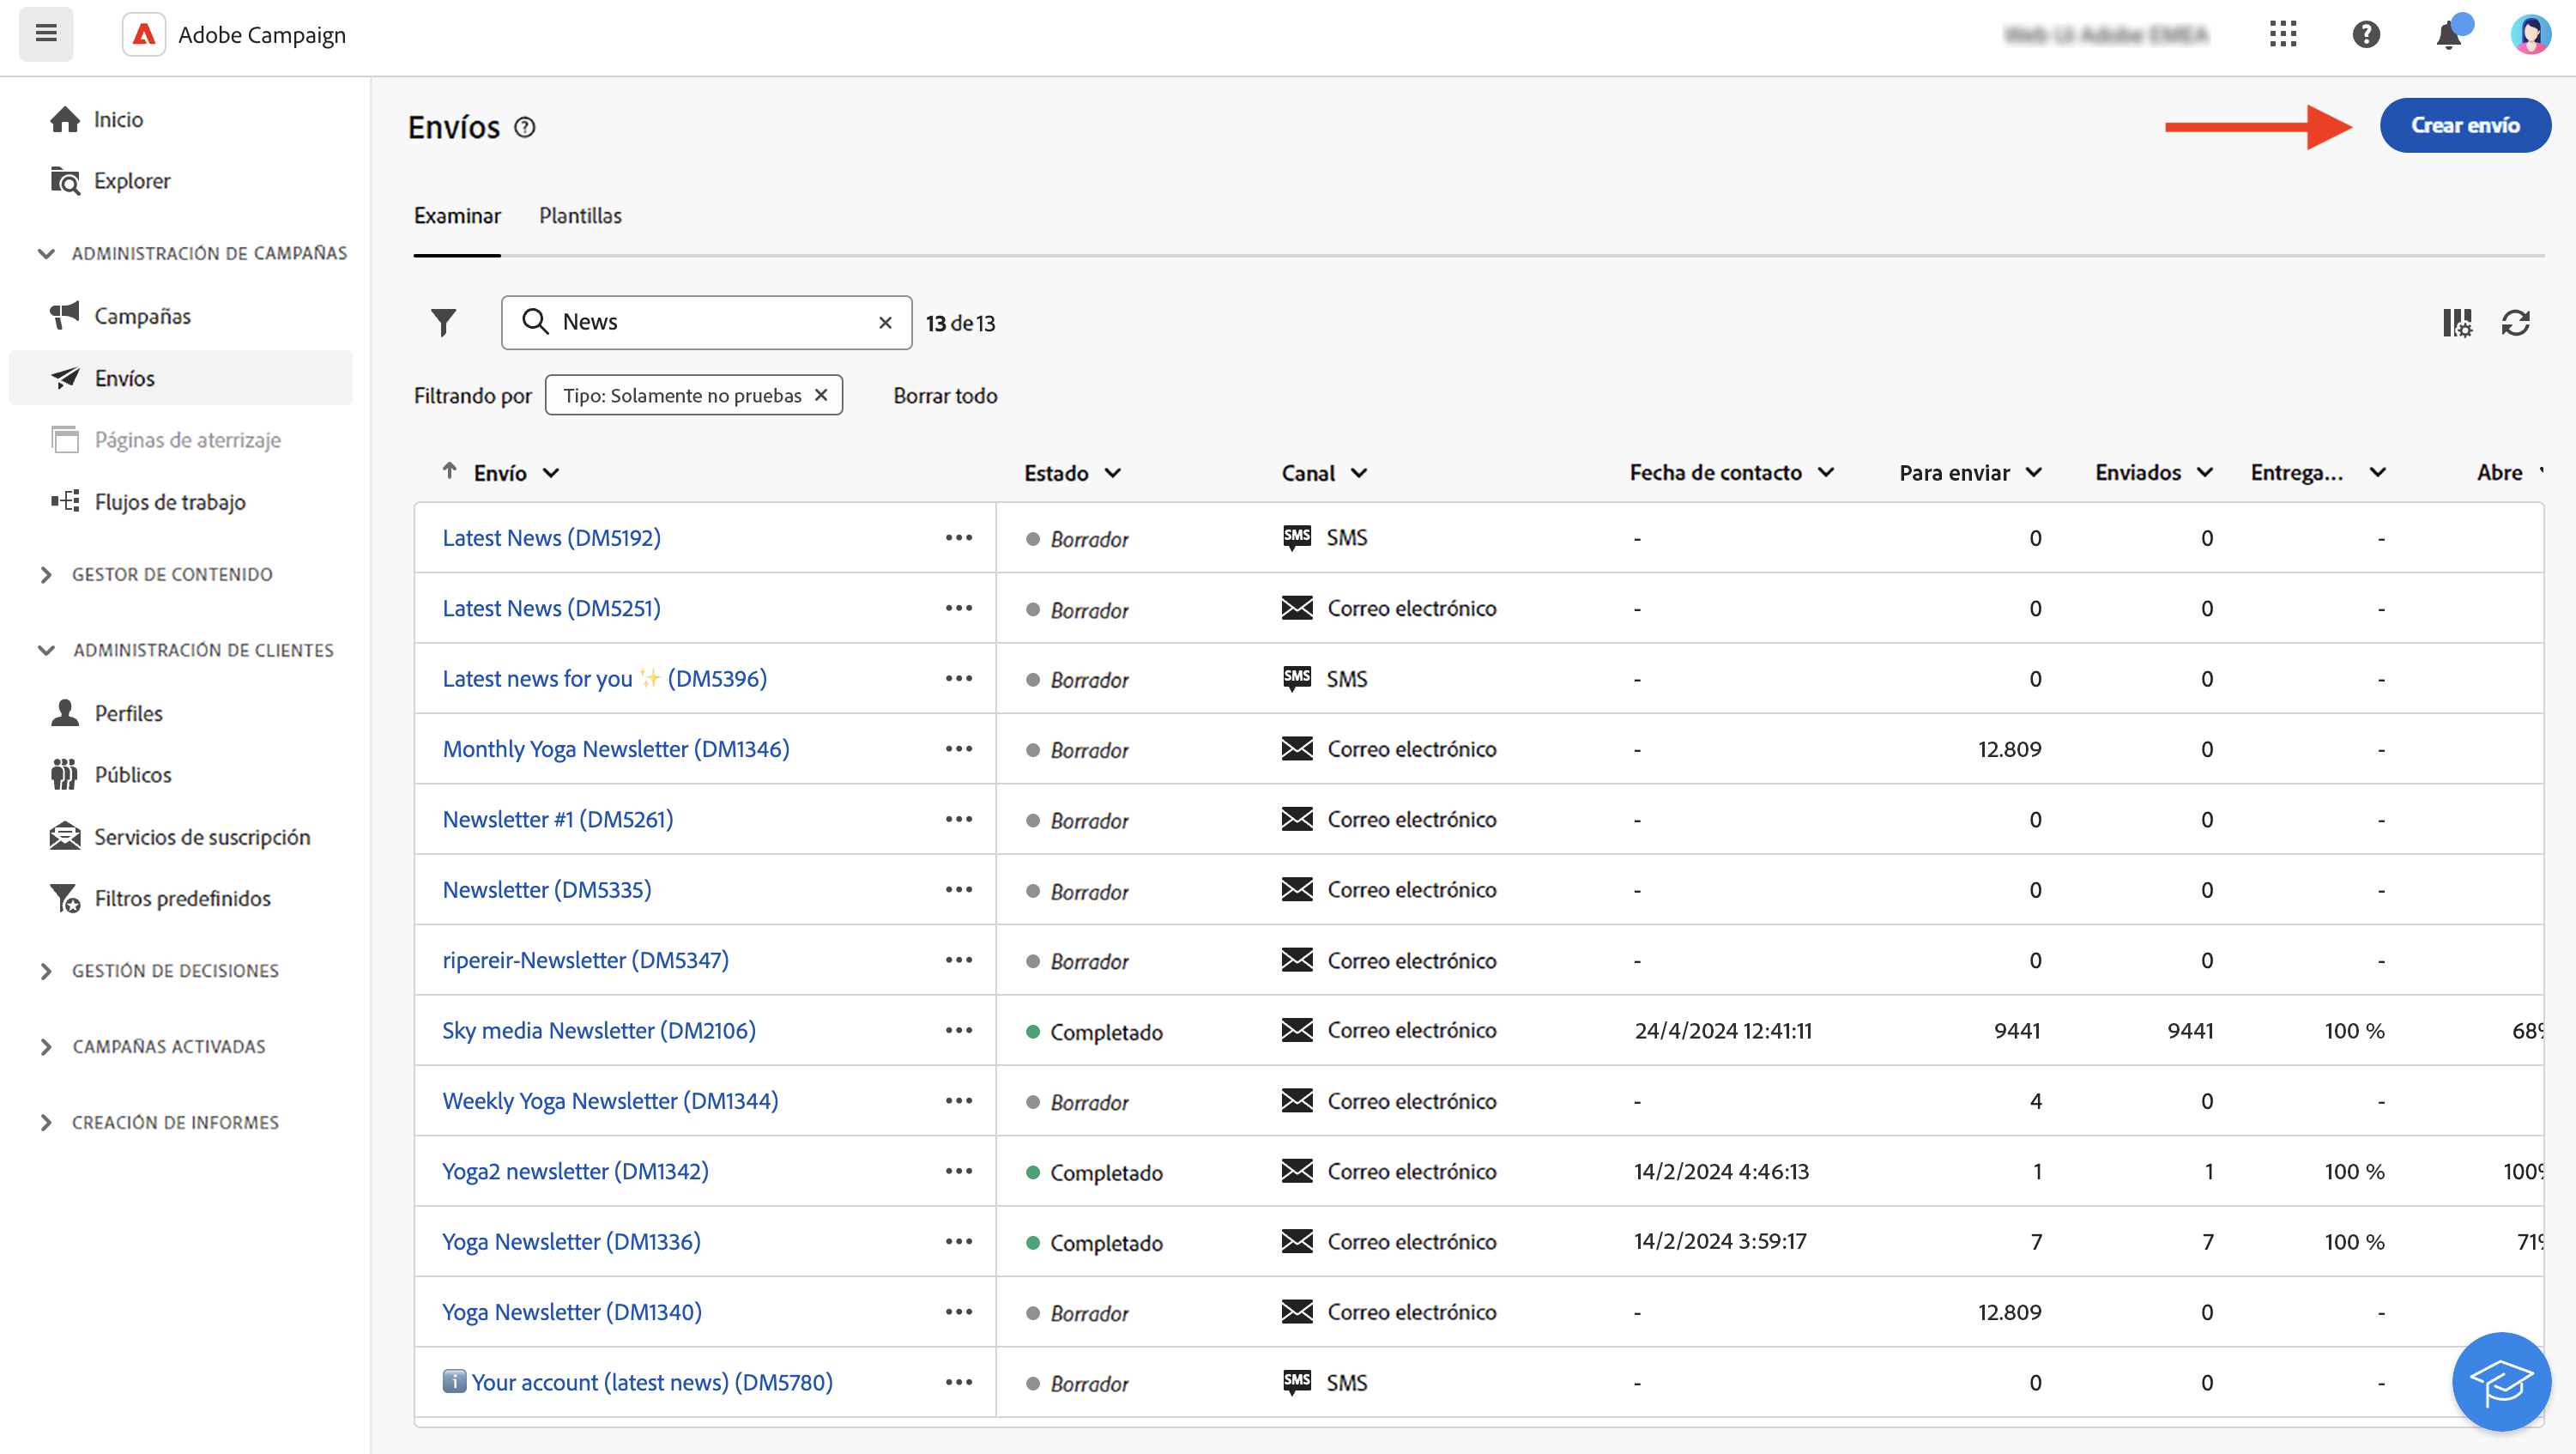 Adobe Campaign
Inicio
Explorer
ADMINISTRACIÓN DE CAMPAÑAS
Campañas
Envíos
Páginas de aterrizaje
Flujos de trabajo
GESTOR DE CONTENIDO
ADMINISTRACIÓN DE CLIENTES
Perfiles
Públicos
Servicios de suscripción
Filtros predefinidos
GESTIÓN DE DECISIONES
CAMPAÑAS ACTIVADAS
CREACIÓN DE INFORMES
Envíos
Crear envío
Examinar Plantillas
News 13 de 13
Filtrando por Tipo: Solamente no pruebas Borrar todo
Envío Estado Canal Fecha de contacto Para enviar Enviados Entrega... Abre
Latest News (DM5192) Borrador SMS SMS - 0 0 -
Latest News (DM5251) Borrador Correo electrónico - 0 0 -
Latest news for you ✨ (DM5396) Borrador SMS SMS - 0 0 -
Monthly Yoga Newsletter (DM1346) Borrador Correo electrónico - 12.809 0 -
Newsletter #1 (DM5261) Borrador Correo electrónico - 0 0 -
Newsletter (DM5335) Borrador Correo electrónico - 0 0 -
ripereir-Newsletter (DM5347) Borrador Correo electrónico - 0 0 -
Sky media Newsletter (DM2106) Completado Correo electrónico 24/4/2024 12:41:11 9441 9441 100 % 68%
Weekly Yoga Newsletter (DM1344) Borrador Correo electrónico - 4 0 -
Yoga2 newsletter (DM1342) Completado Correo electrónico 14/2/2024 4:46:13 1 1 100 % 100%
Yoga Newsletter (DM1336) Completado Correo electrónico 14/2/2024 3:59:17 7 7 100 % 71%
Yoga Newsletter (DM1340) Borrador Correo electrónico - 12.809 0 -
ℹ️ Your account (latest news) (DM5780) Borrador SMS SMS - 0 0 -